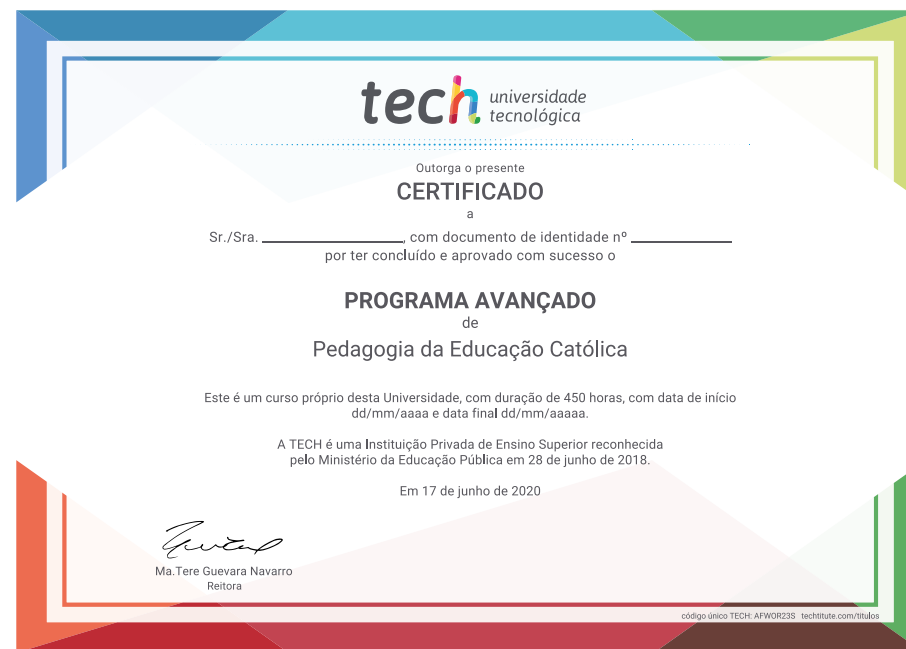 tech universidade
tecnológica
Outorga o presente
CERTIFICADO
a
Sr./Sra. ____________________, com documento de identidade nº ______________
por ter concluído e aprovado com sucesso o
PROGRAMA AVANÇADO
de
Pedagogia da Educação Católica
Este é um curso próprio desta Universidade, com duração de 450 horas, com data de início
dd/mm/aaaa e data final dd/mm/aaaaa.
A TECH é uma Instituição Privada de Ensino Superior reconhecida
pelo Ministério da Educação Pública em 28 de junho de 2018.
Em 17 de junho de 2020
Ma.Tere Guevara Navarro
Reitora
código único TECH: AFWOR23S techtitute.com/titulos